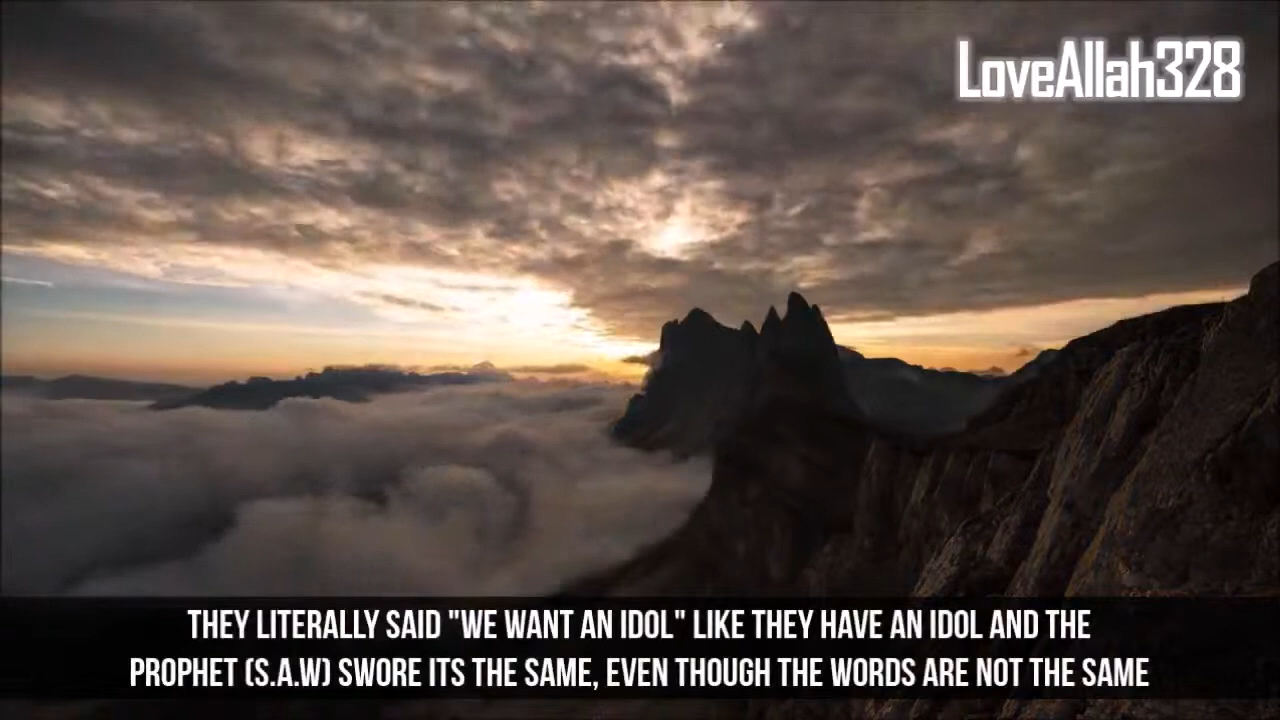 LoveAllah328
THEY LITERALLY SAID "WE WANT AN IDOL" LIKE THEY HAVE AN IDOL AND THE
PROPHET (S.A.W) SWORE ITS THE SAME, EVEN THOUGH THE WORDS ARE NOT THE SAME